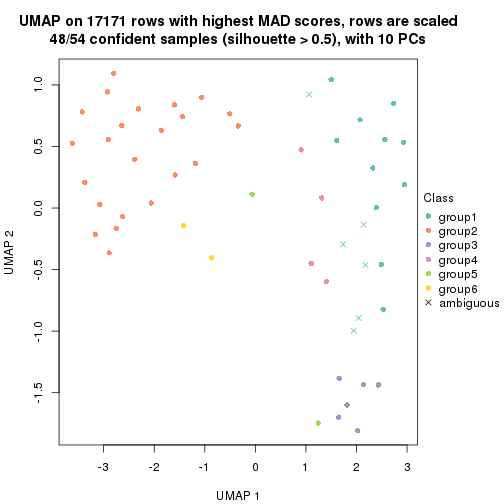 UMAP on 17171 rows with highest MAD scores, rows are scaled
48/54 confident samples (silhouette > 0.5), with 10 PCs
1.0
0.5
0.0
-0.5
-1.0
-1.5
UMAP 2
-3
-2
-1
0
1
2
3
UMAP 1
Class
group1
group2
group3
group4
group5
group6
ambiguous